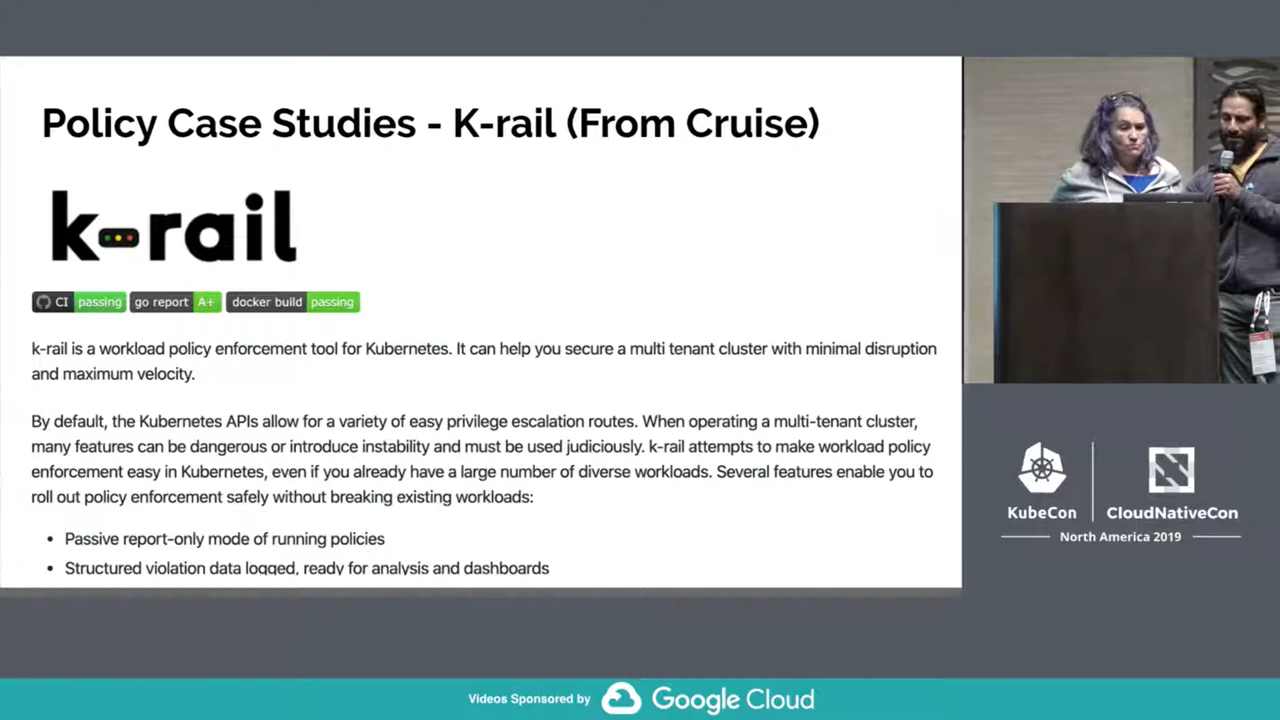 Policy Case Studies - K-rail (From Cruise)
k-rail
CI passing go report A+ docker build passing
k-rail is a workload policy enforcement tool for Kubernetes. It can help you secure a multi tenant cluster with minimal disruption
and maximum velocity.
By default, the Kubernetes APIs allow for a variety of easy privilege escalation routes. When operating a multi-tenant cluster,
many features can be dangerous or introduce instability and must be used judiciously. k-rail attempts to make workload policy
enforcement easy in Kubernetes, even if you already have a large number of diverse workloads. Several features enable you to
roll out policy enforcement safely without breaking existing workloads:
• Passive report-only mode of running policies
• Structured violation data logged, ready for analysis and dashboards
KubeCon CloudNativeCon
North America 2019
Videos Sponsored by Google Cloud